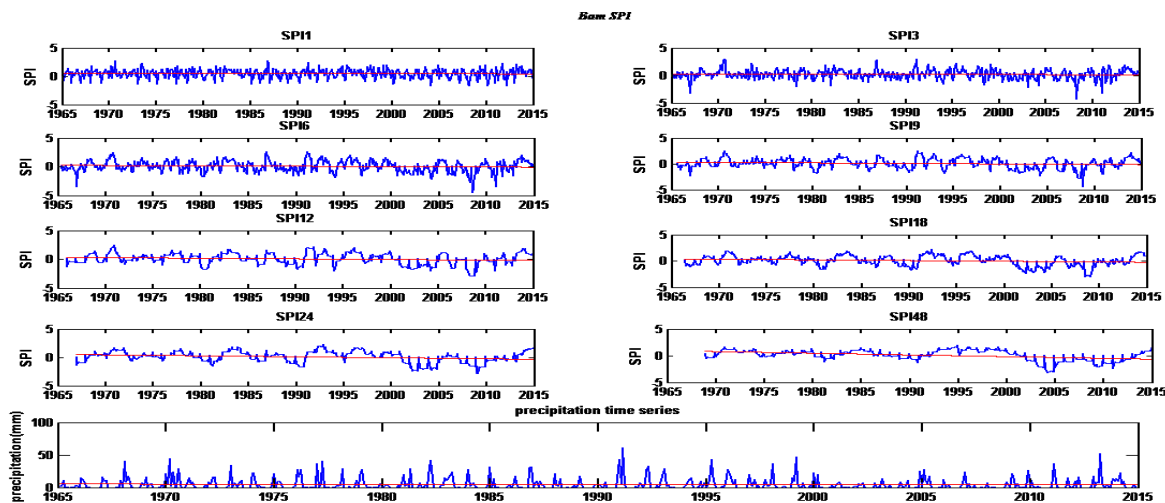 Bam SPI
SPI1
5
SPI
0
5
1965 1970 1975 1980 1985 1990 1995 2000 2005 2010 2015
SPI3
5
SPI
0
5
1965 1970 1975 1980 1985 1990 1995 2000 2005 2010 2015
SPI6
5
SPI
0
5
1965 1970 1975 1980 1985 1990 1995 2000 2005 2010 2015
SPI9
5
SPI
0
5
1965 1970 1975 1980 1985 1990 1995 2000 2005 2010 2015
SPI12
5
SPI
0
5
1965 1970 1975 1980 1985 1990 1995 2000 2005 2010 2015
SPI18
5
SPI
0
5
1965 1970 1975 1980 1985 1990 1995 2000 2005 2010 2015
SPI24
5
SPI
0
5
1965 1970 1975 1980 1985 1990 1995 2000 2005 2010 2015
SPI48
5
SPI
0
5
1965 1970 1975 1980 1985 1990 1995 2000 2005 2010 2015
precipitation time series
precipitation(mm)
100
50
0
1965 1970 1975 1980 1985 1990 1995 2000 2005 2010 2015